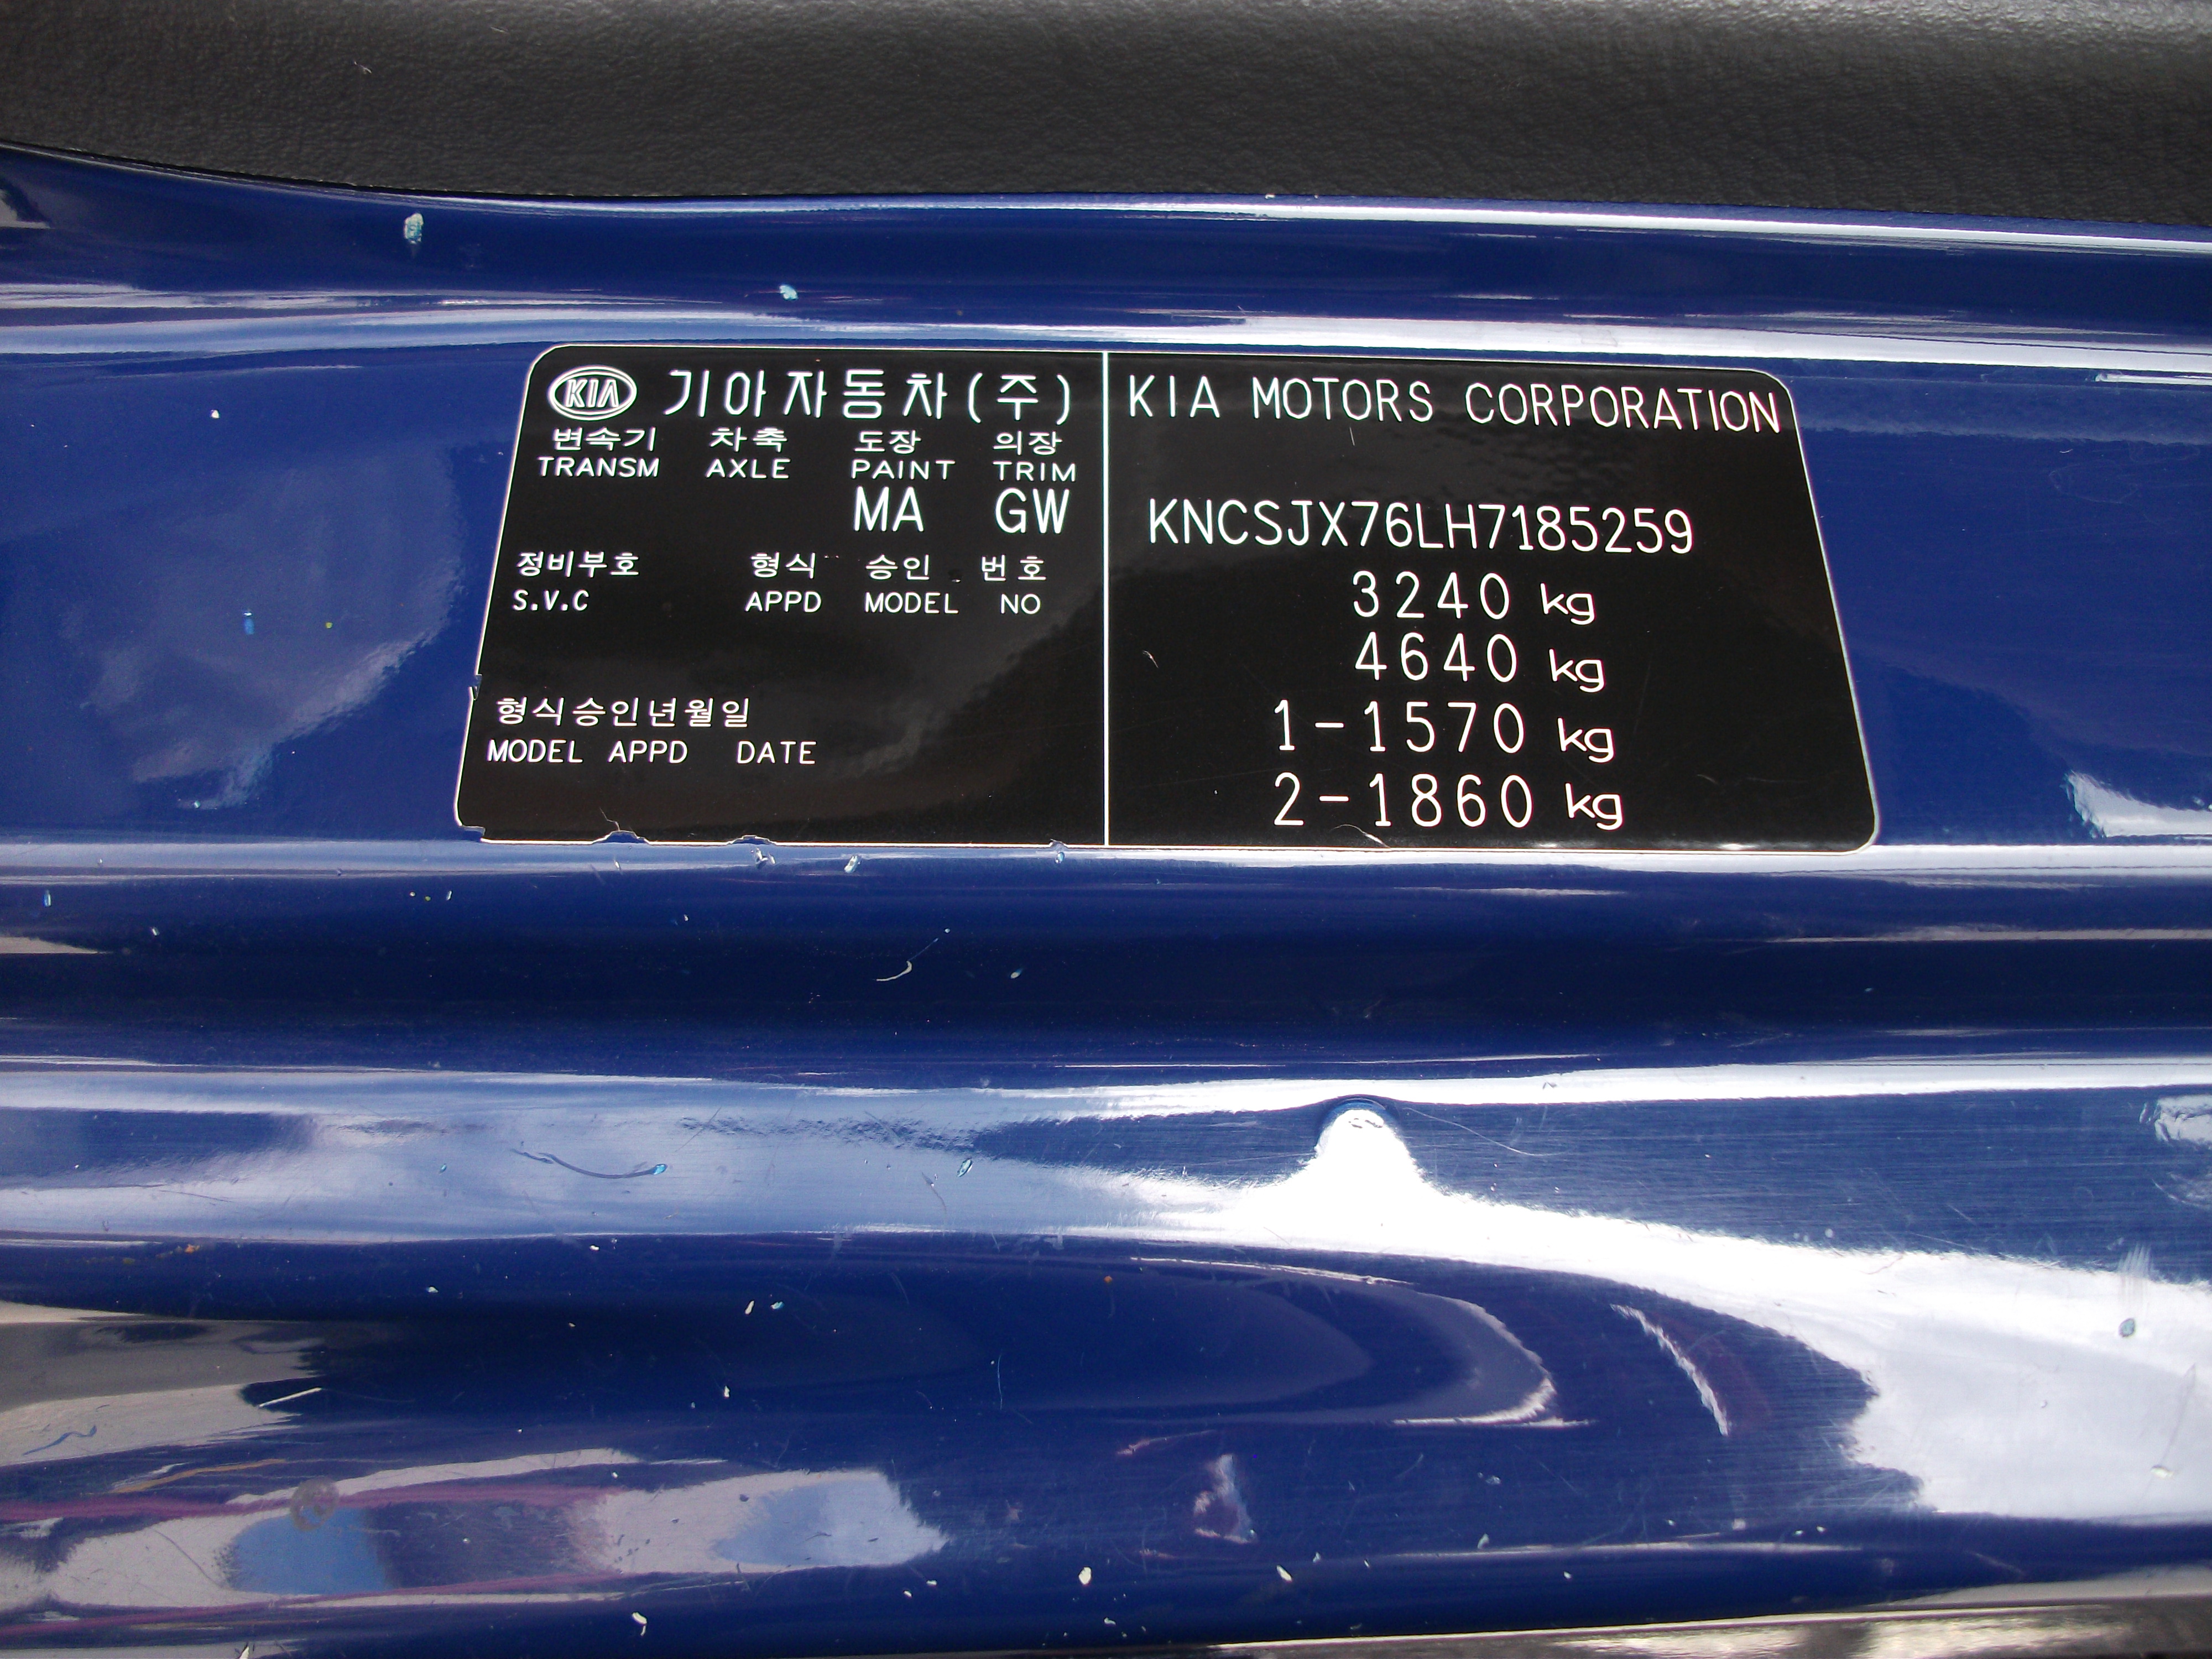 KIA 기아자동차(주)
변속기 차축 도장 의장
TRANSM AXLE PAINT TRIM
MA GW
정비부호 형식 승인 번호
S.V.C APPD MODEL NO
형식승인년월일
MODEL APPD DATE
KIA MOTORS CORPORATION
KNCSJX76LH7185259
3240 kg
4640 kg
1-1570 kg
2-1860 kg